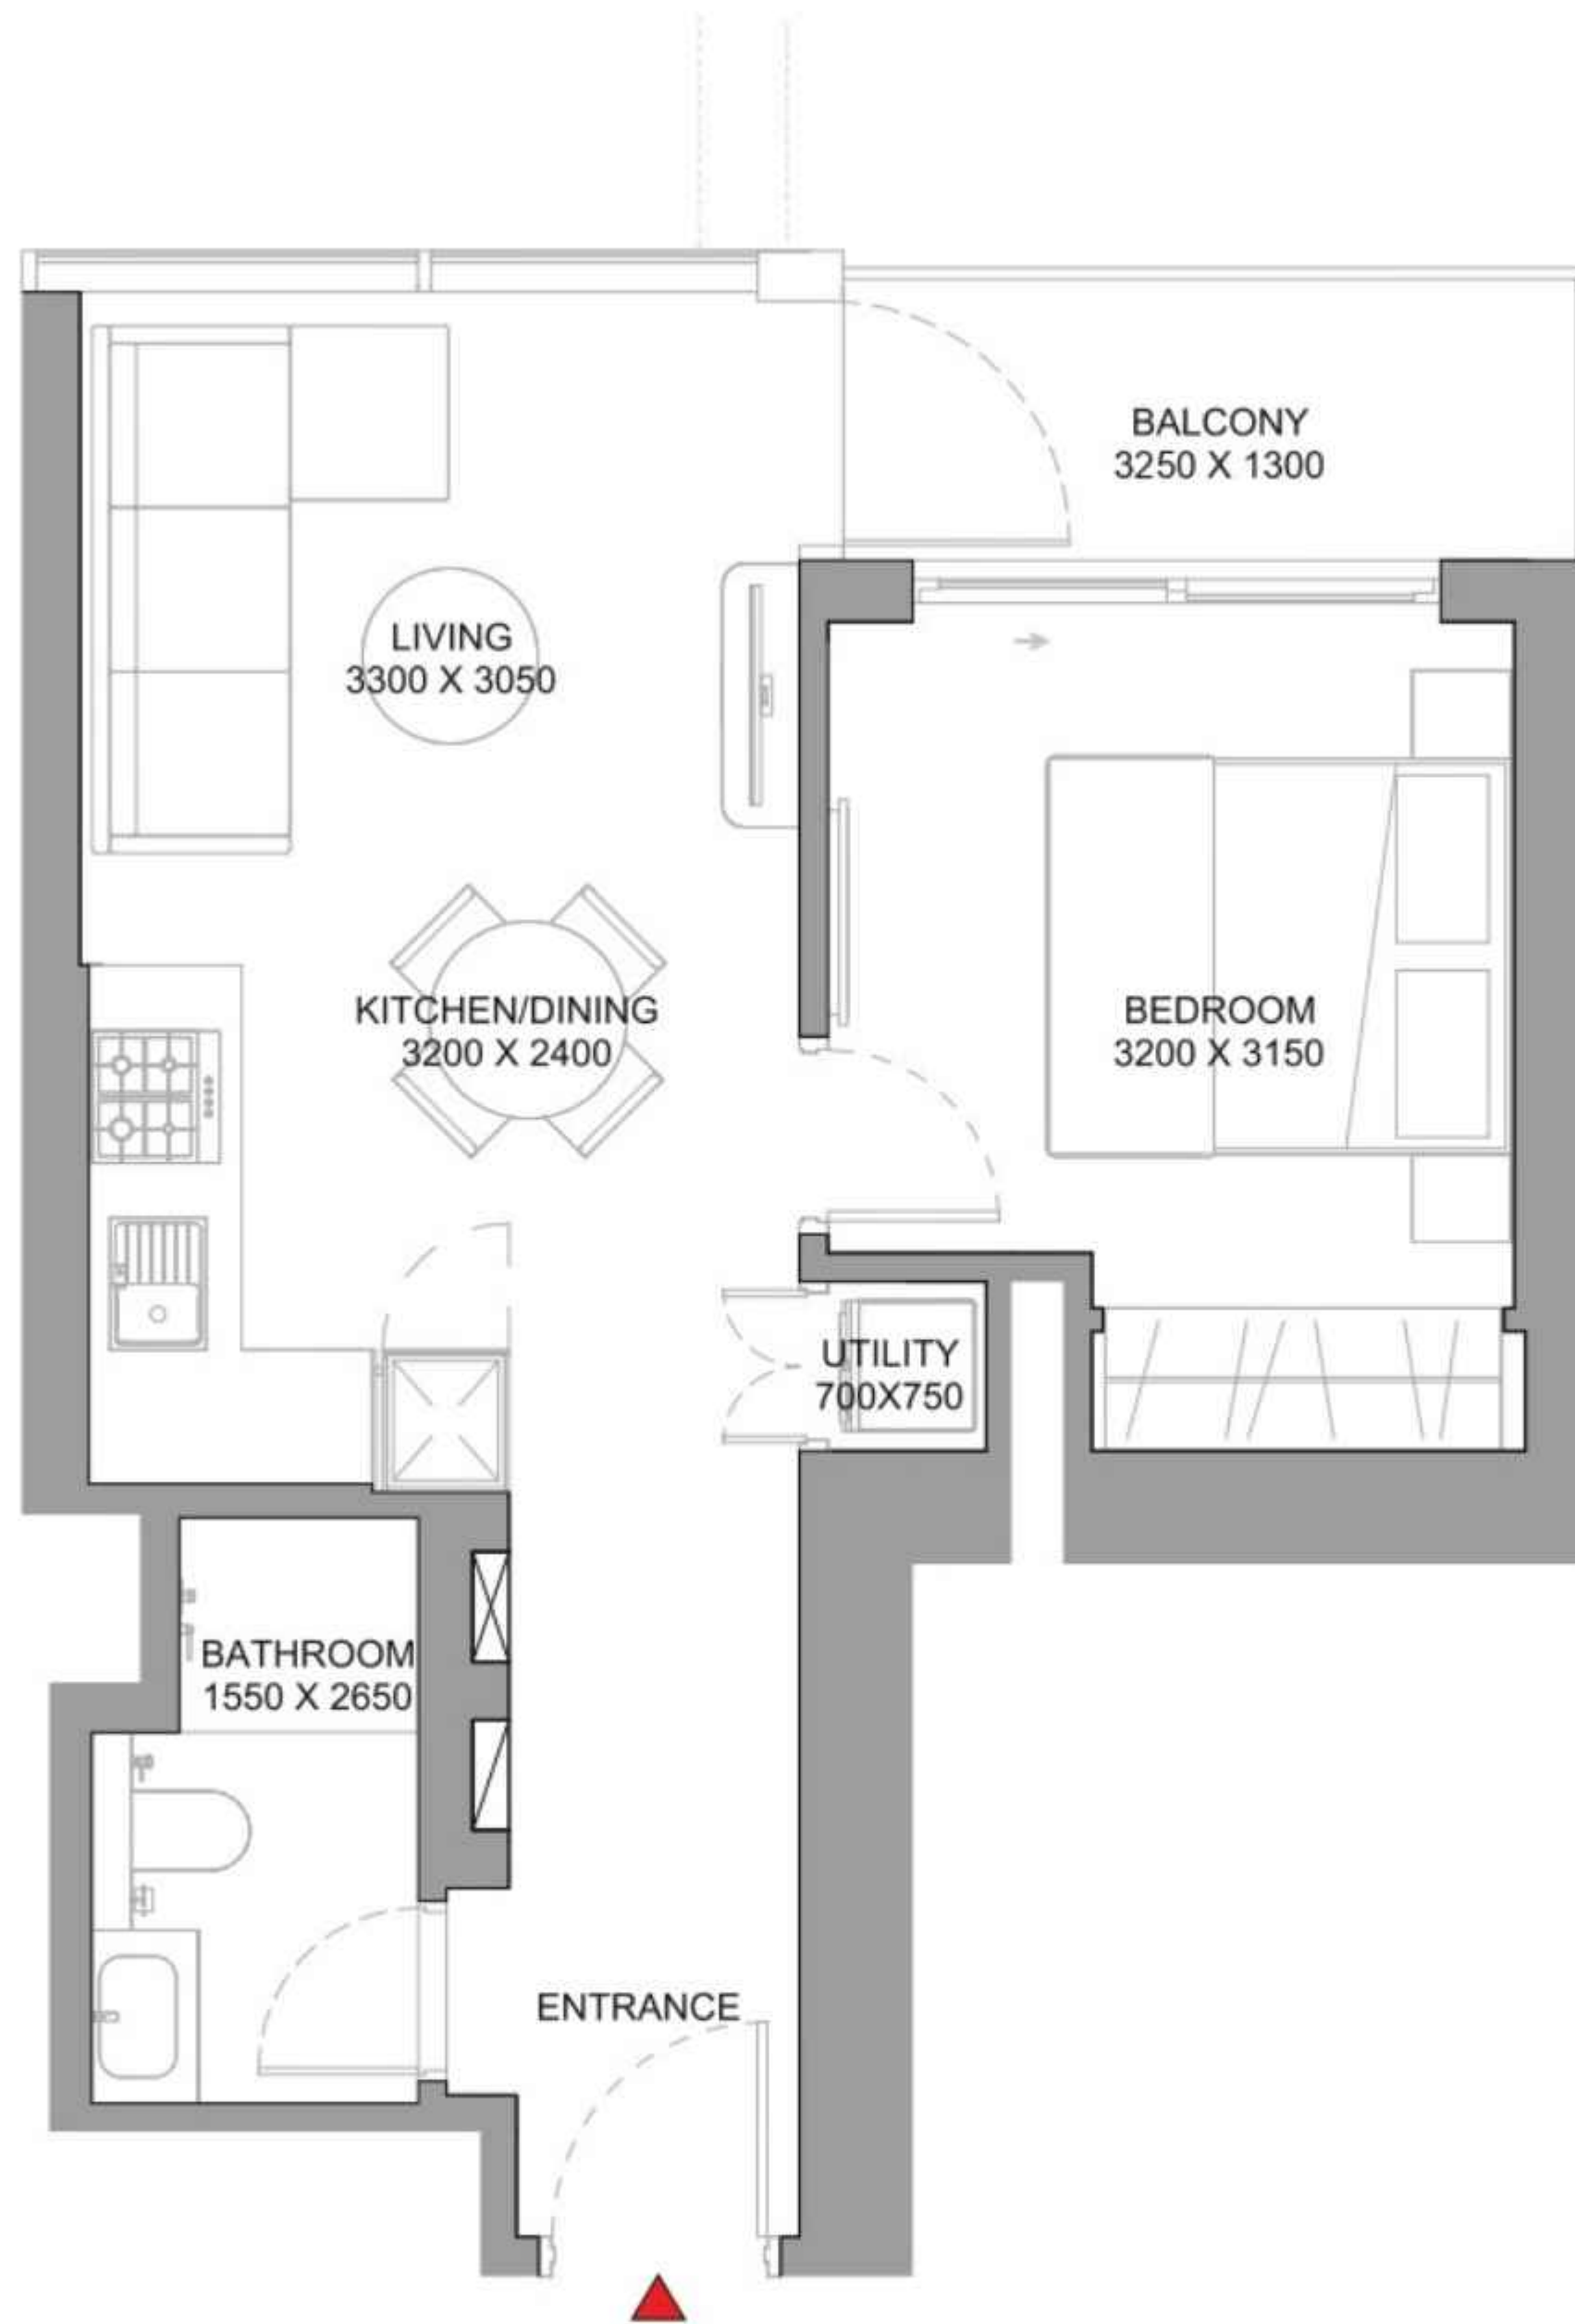 BALCONY
3250 X 1300
LIVING
3300 X 3050
KITCHEN/DINING
3200 X 2400
BEDROOM
3200 X 3150
UTILITY
700X750
BATHROOM
1550 X 2650
ENTRANCE